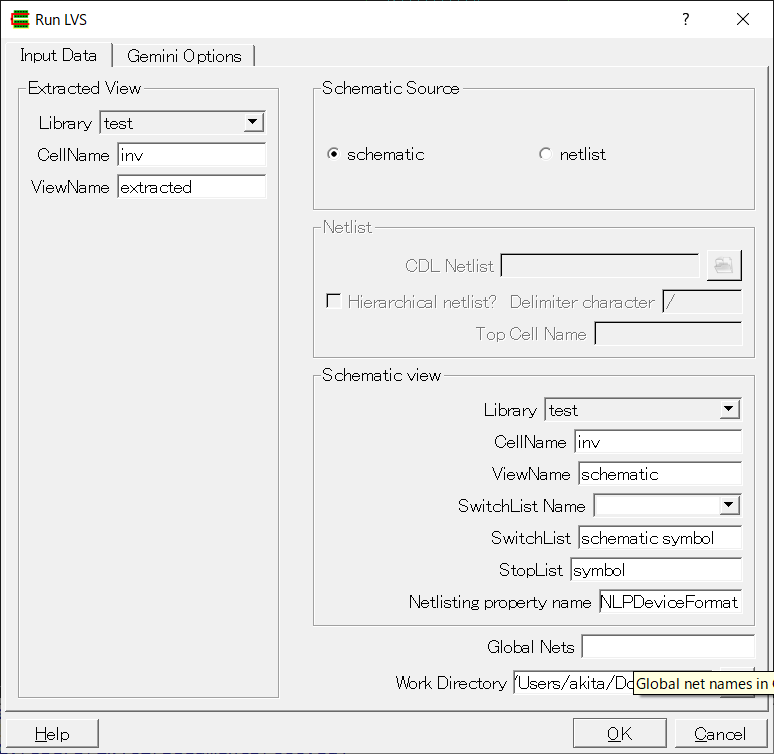 Run LVS
?
Input Data
Gemini Options
Extracted View
Library test
CellName inv
ViewName extracted
Schematic Source
schematic
netlist
Netlist
CDL Netlist
Hierarchical netlist? Delimiter character /
Top Cell Name
Schematic view
Library test
CellName inv
ViewName schematic
SwitchList Name
SwitchList schematic symbol
StopList symbol
Netlisting property name NLPDeviceFormat
Global Nets
Work Directory /Users/akita/Do
Global net names in
Help
OK
Cancel